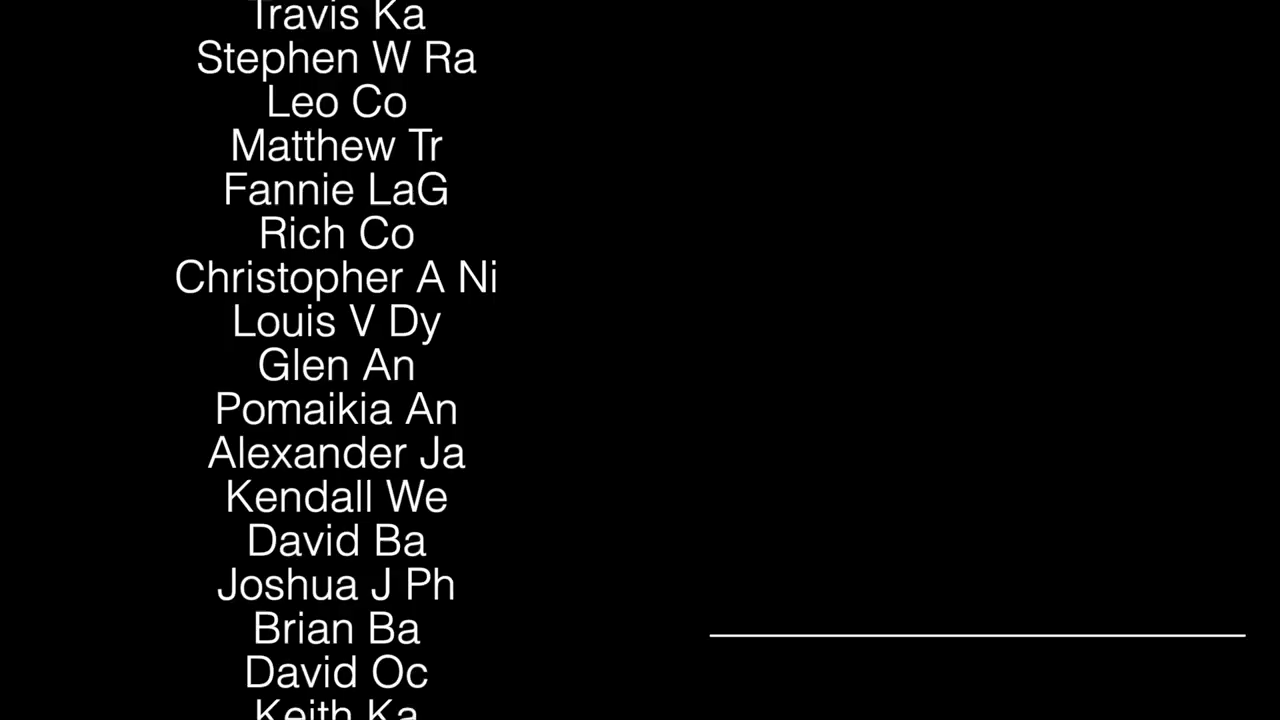 Travis Ka
Stephen W Ra
Leo Co
Matthew Tr
Fannie LaG
Rich Co
Christopher A Ni
Louis V Dy
Glen An
Pomaikia An
Alexander Ja
Kendall We
David Ba
Joshua J Ph
Brian Ba
David Oc
Keith Ka